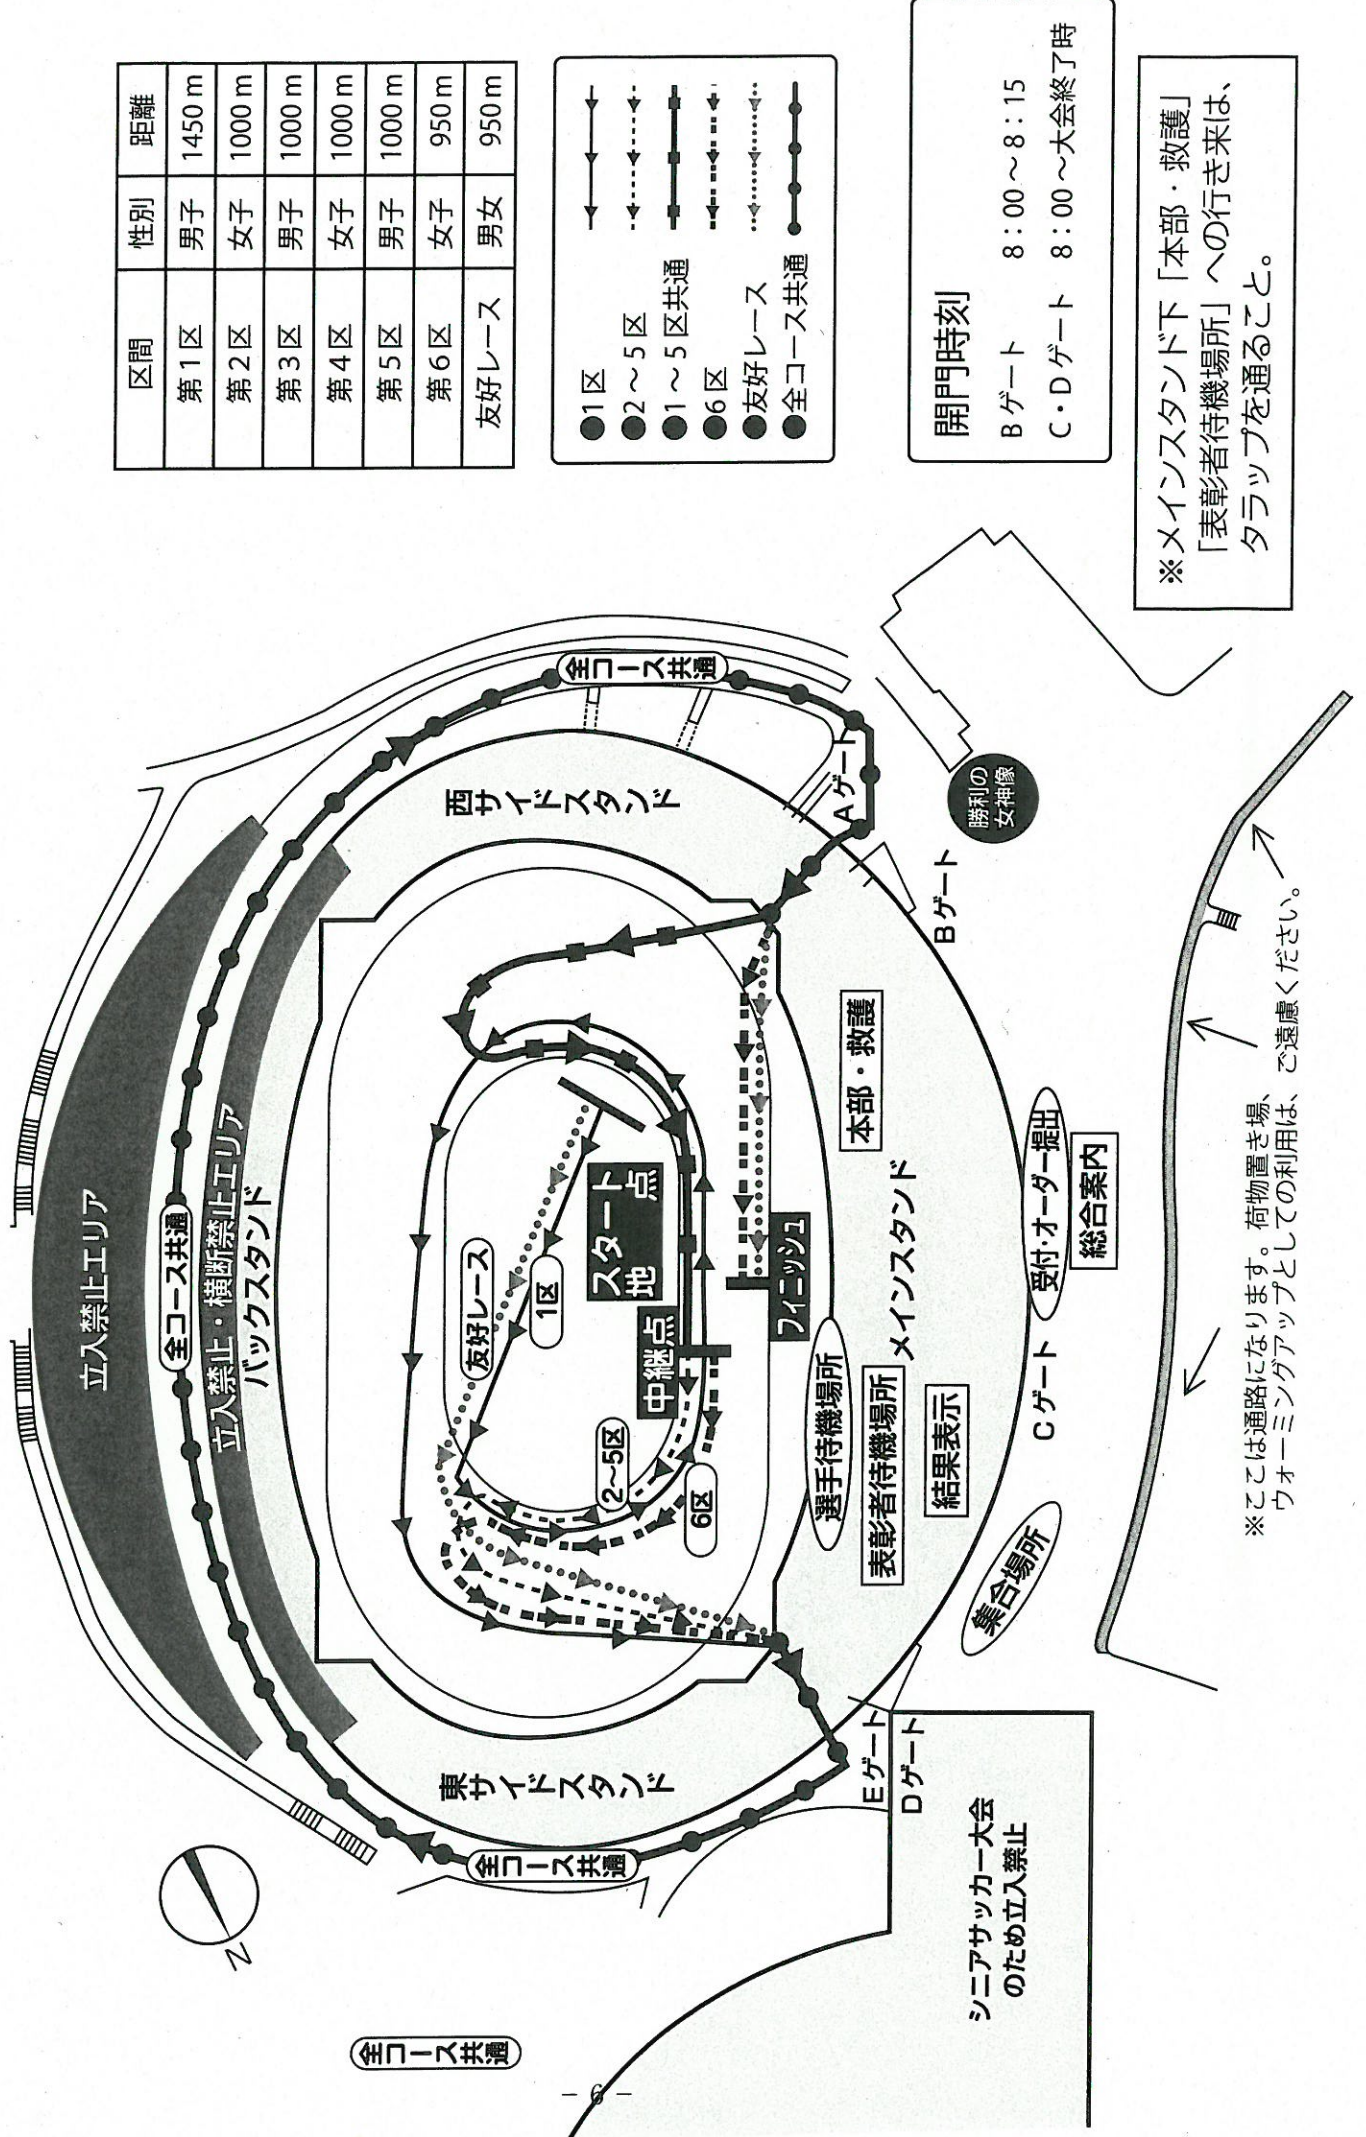 区間 性別 距離
第1区 男子 1450 m
第2区 女子 1000 m
第3区 男子 1000 m
第4区 女子 1000 m
第5区 男子 1000 m
第6区 女子 950 m
友好レース 男女 950 m
●1区
●2〜5区
●1〜5区共通
●6区
●友好レース
●全コース共通
開門時刻
Bゲート 8:00〜8:15
C・Dゲート 8:00〜大会終了時
※メインスタンド下「本部・救護」
「表彰者待機場所」への行き来は、
タラップを通ること。
立入禁止エリア
全コース共通
立入禁止・横断禁止エリア
バックスタンド
全コース共通
西サイドスタンド
Aゲート
勝利の
女神像
Bゲート
友好レース
1区
スタート
地点
中継点
2〜5区
6区
フィニッシュ
本部・救護
選手待機場所
メインスタンド
表彰者待機場所
結果表示
受付・オーダー提出
総合案内
Cゲート
集合場所
東サイドスタンド
全コース共通
Eゲート
Dゲート
シニアサッカー大会
のため立入禁止
※ここは通路になります。荷物置き場、
ウォーミングアップとしての利用は、ご遠慮ください。
N
全コース共通
- 6 -